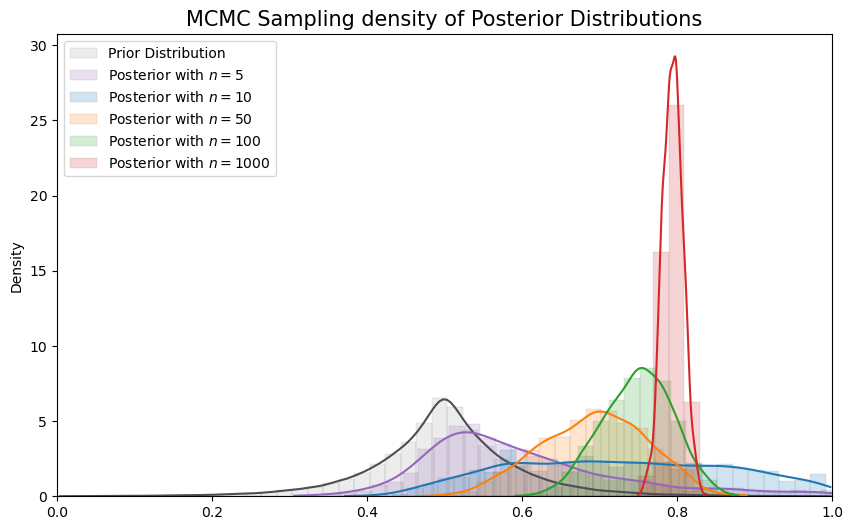 MCMC Sampling density of Posterior Distributions
30
25
20
15
10
5
0
Density
Prior Distribution
Posterior with n = 5
Posterior with n = 10
Posterior with n = 50
Posterior with n = 100
Posterior with n = 1000
0.0 0.2 0.4 0.6 0.8 1.0